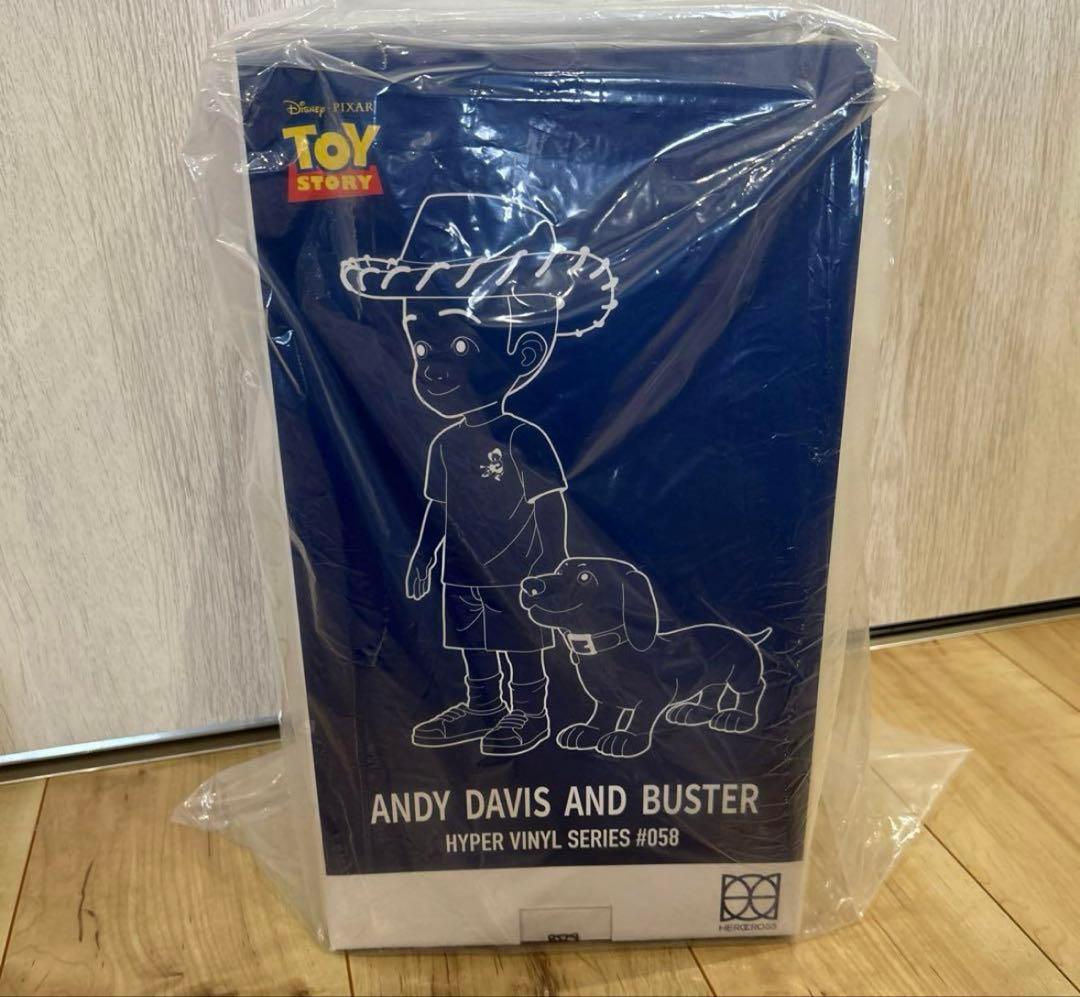 DISNEY · PIXAR
TOY
STORY
ANDY DAVIS AND BUSTER
HYPER VINYL SERIES #058
HEROCROSS